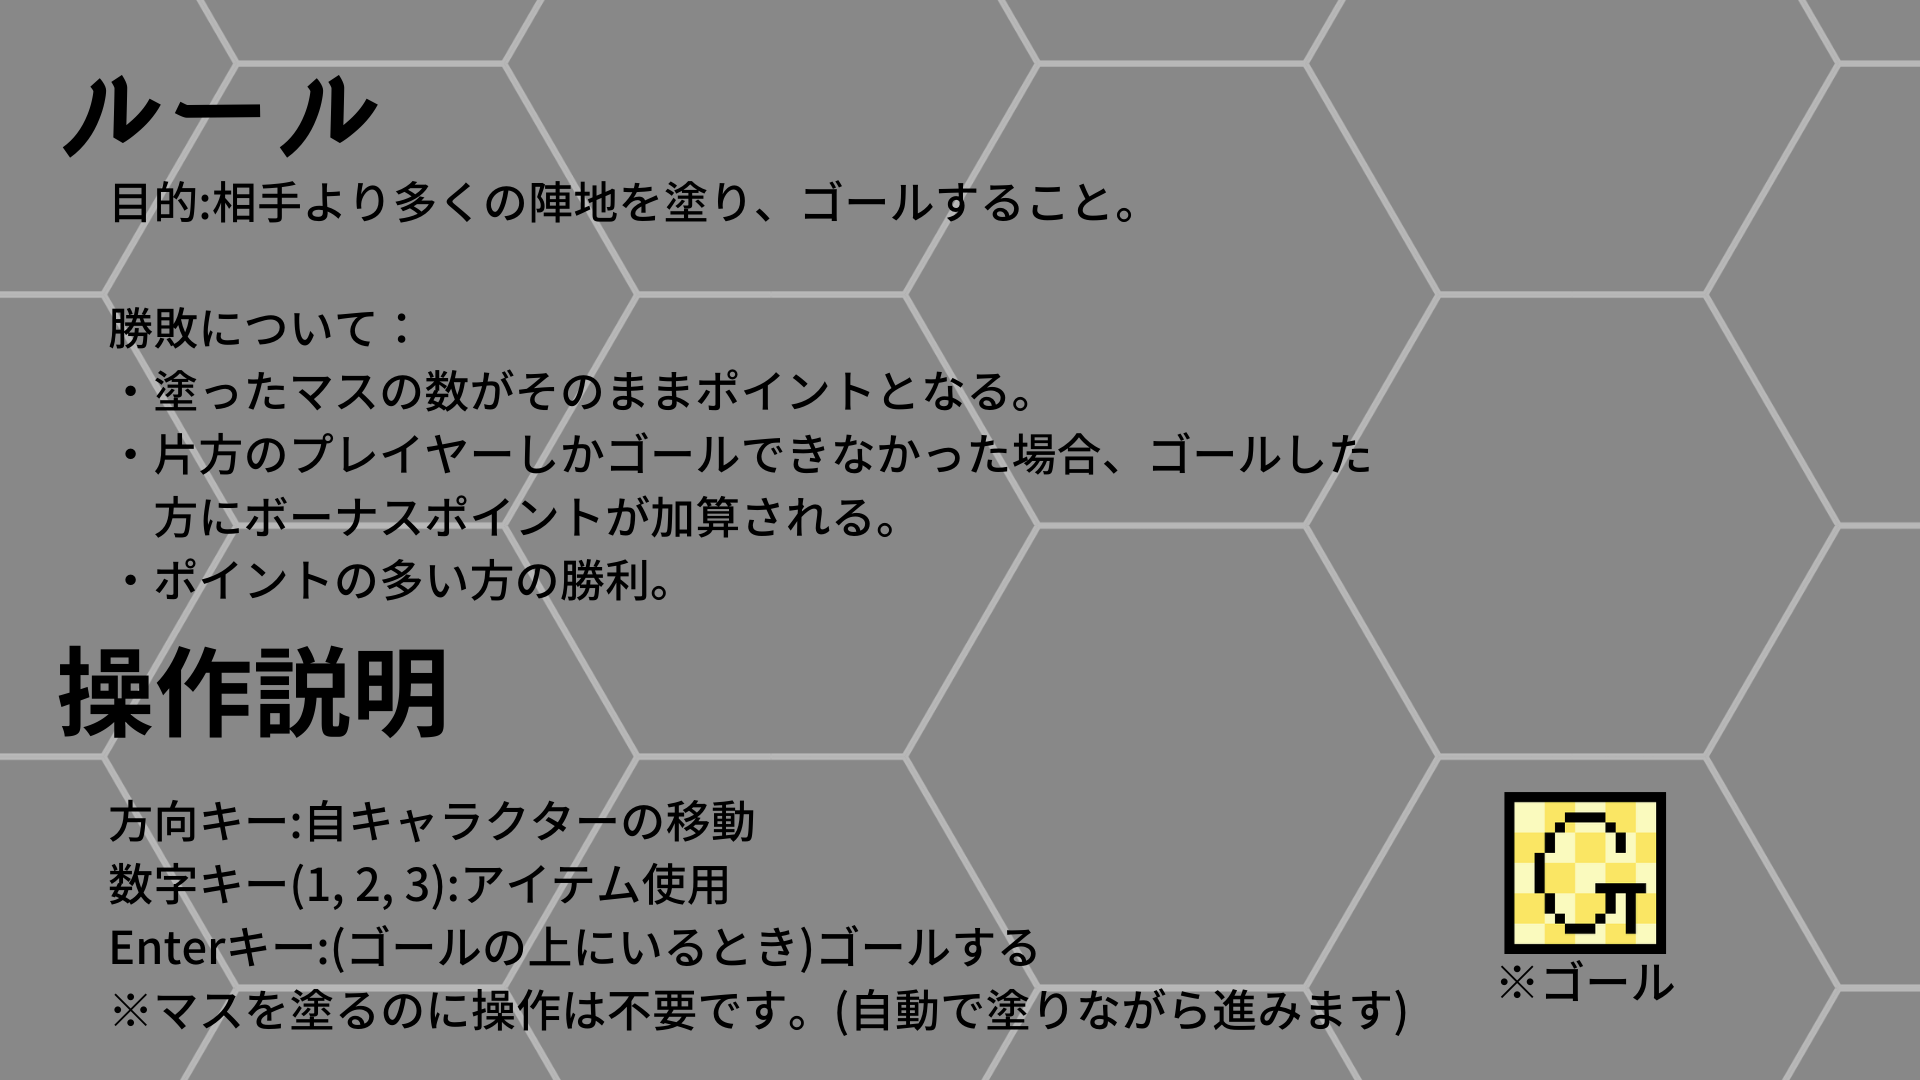 ルール
目的:相手より多くの陣地を塗り、ゴールすること。
勝敗について：
・塗ったマスの数がそのままポイントとなる。
・片方のプレイヤーしかゴールできなかった場合、ゴールした
方にボーナスポイントが加算される。
・ポイントの多い方の勝利。
操作説明
方向キー:自キャラクターの移動
数字キー(1, 2, 3):アイテム使用
Enterキー:(ゴールの上にいるとき)ゴールする
※マスを塗るのに操作は不要です。(自動で塗りながら進みます)
G
※ゴール